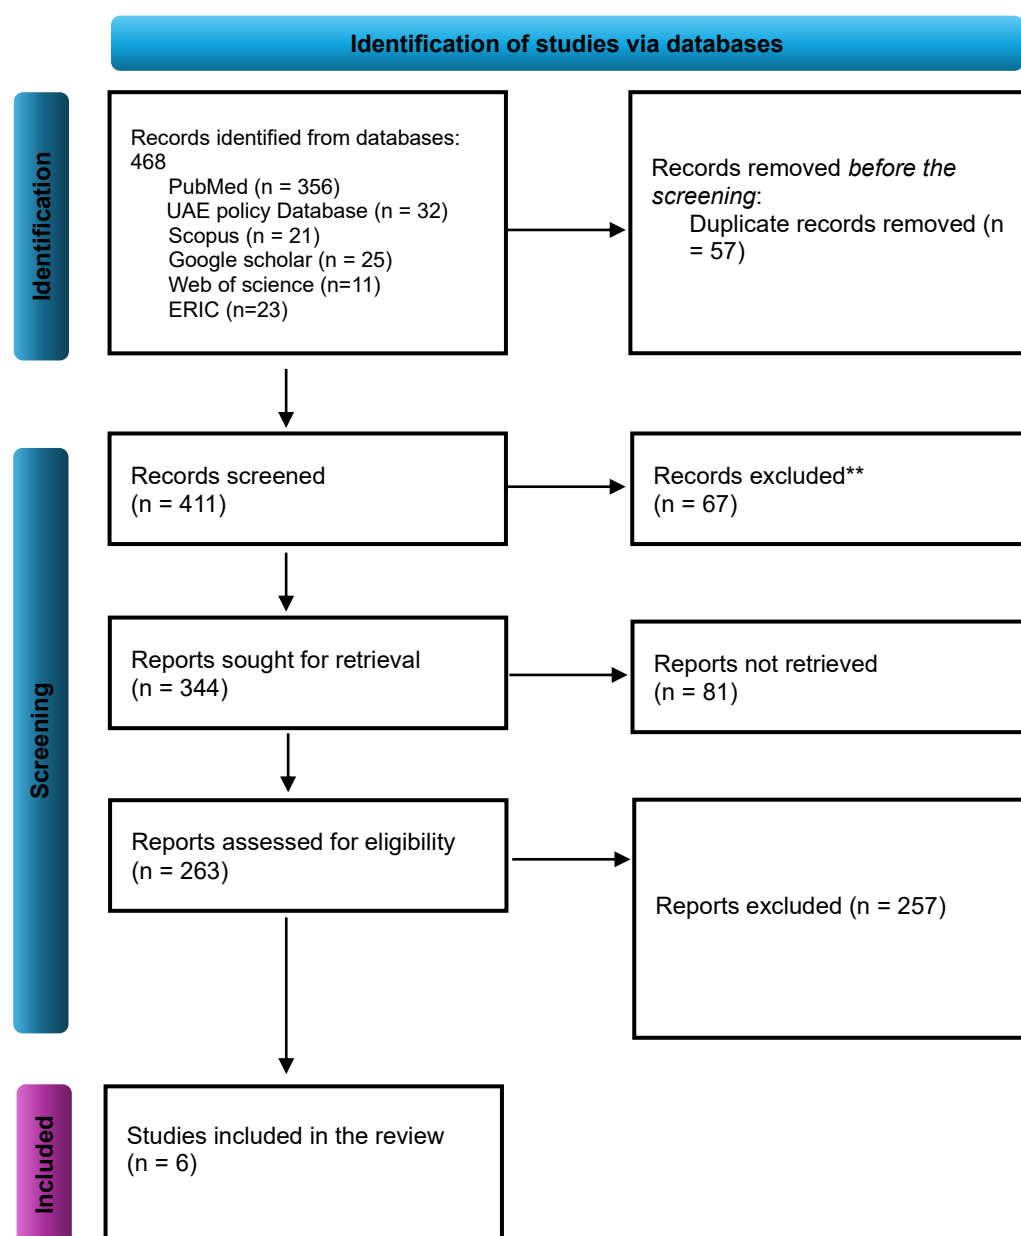 Identification of studies via databases
Identification
Records identified from databases:
468
PubMed (n = 356)
UAE policy Database (n = 32)
Scopus (n = 21)
Google scholar (n = 25)
Web of science (n=11)
ERIC (n=23)
Records removed before the
screening:
Duplicate records removed (n
= 57)
Screening
Records screened
(n = 411)
Records excluded**
(n = 67)
Reports sought for retrieval
(n = 344)
Reports not retrieved
(n = 81)
Reports assessed for eligibility
(n = 263)
Reports excluded (n = 257)
Included
Studies included in the review
(n = 6)